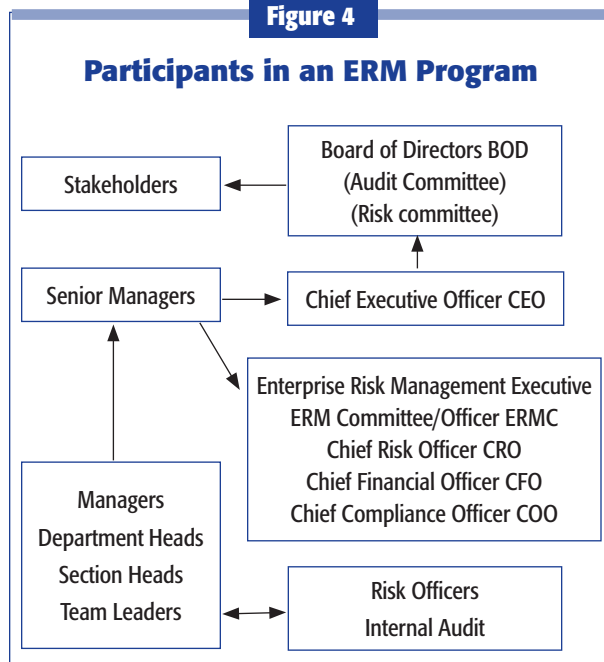 Figure 4
Participants in an ERM Program
Stakeholders
Board of Directors BOD
(Audit Committee)
(Risk committee)
Senior Managers
Chief Executive Officer CEO
Enterprise Risk Management Executive
ERM Committee/Officer ERMC
Chief Risk Officer CRO
Chief Financial Officer CFO
Chief Compliance Officer COO
Managers
Department Heads
Section Heads
Team Leaders
Risk Officers
Internal Audit